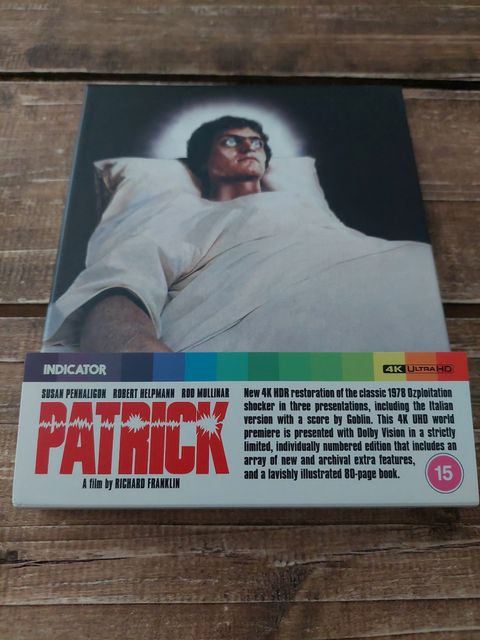 INDICATOR
4K ULTRA HD
SUSAN PENHALIGON ROBERT HELPMANN ROD MULLINAR
PATRICK
A film by RICHARD FRANKLIN
New 4K HDR restoration of the classic 1978 Ozploitation
shocker in three presentations, including the Italian
version with a score by Goblin. This 4K UHD world
premiere is presented with Dolby Vision in a strictly
limited, individually numbered edition that includes an
array of new and archival extra features,
and a lavishly illustrated 80-page book.
15